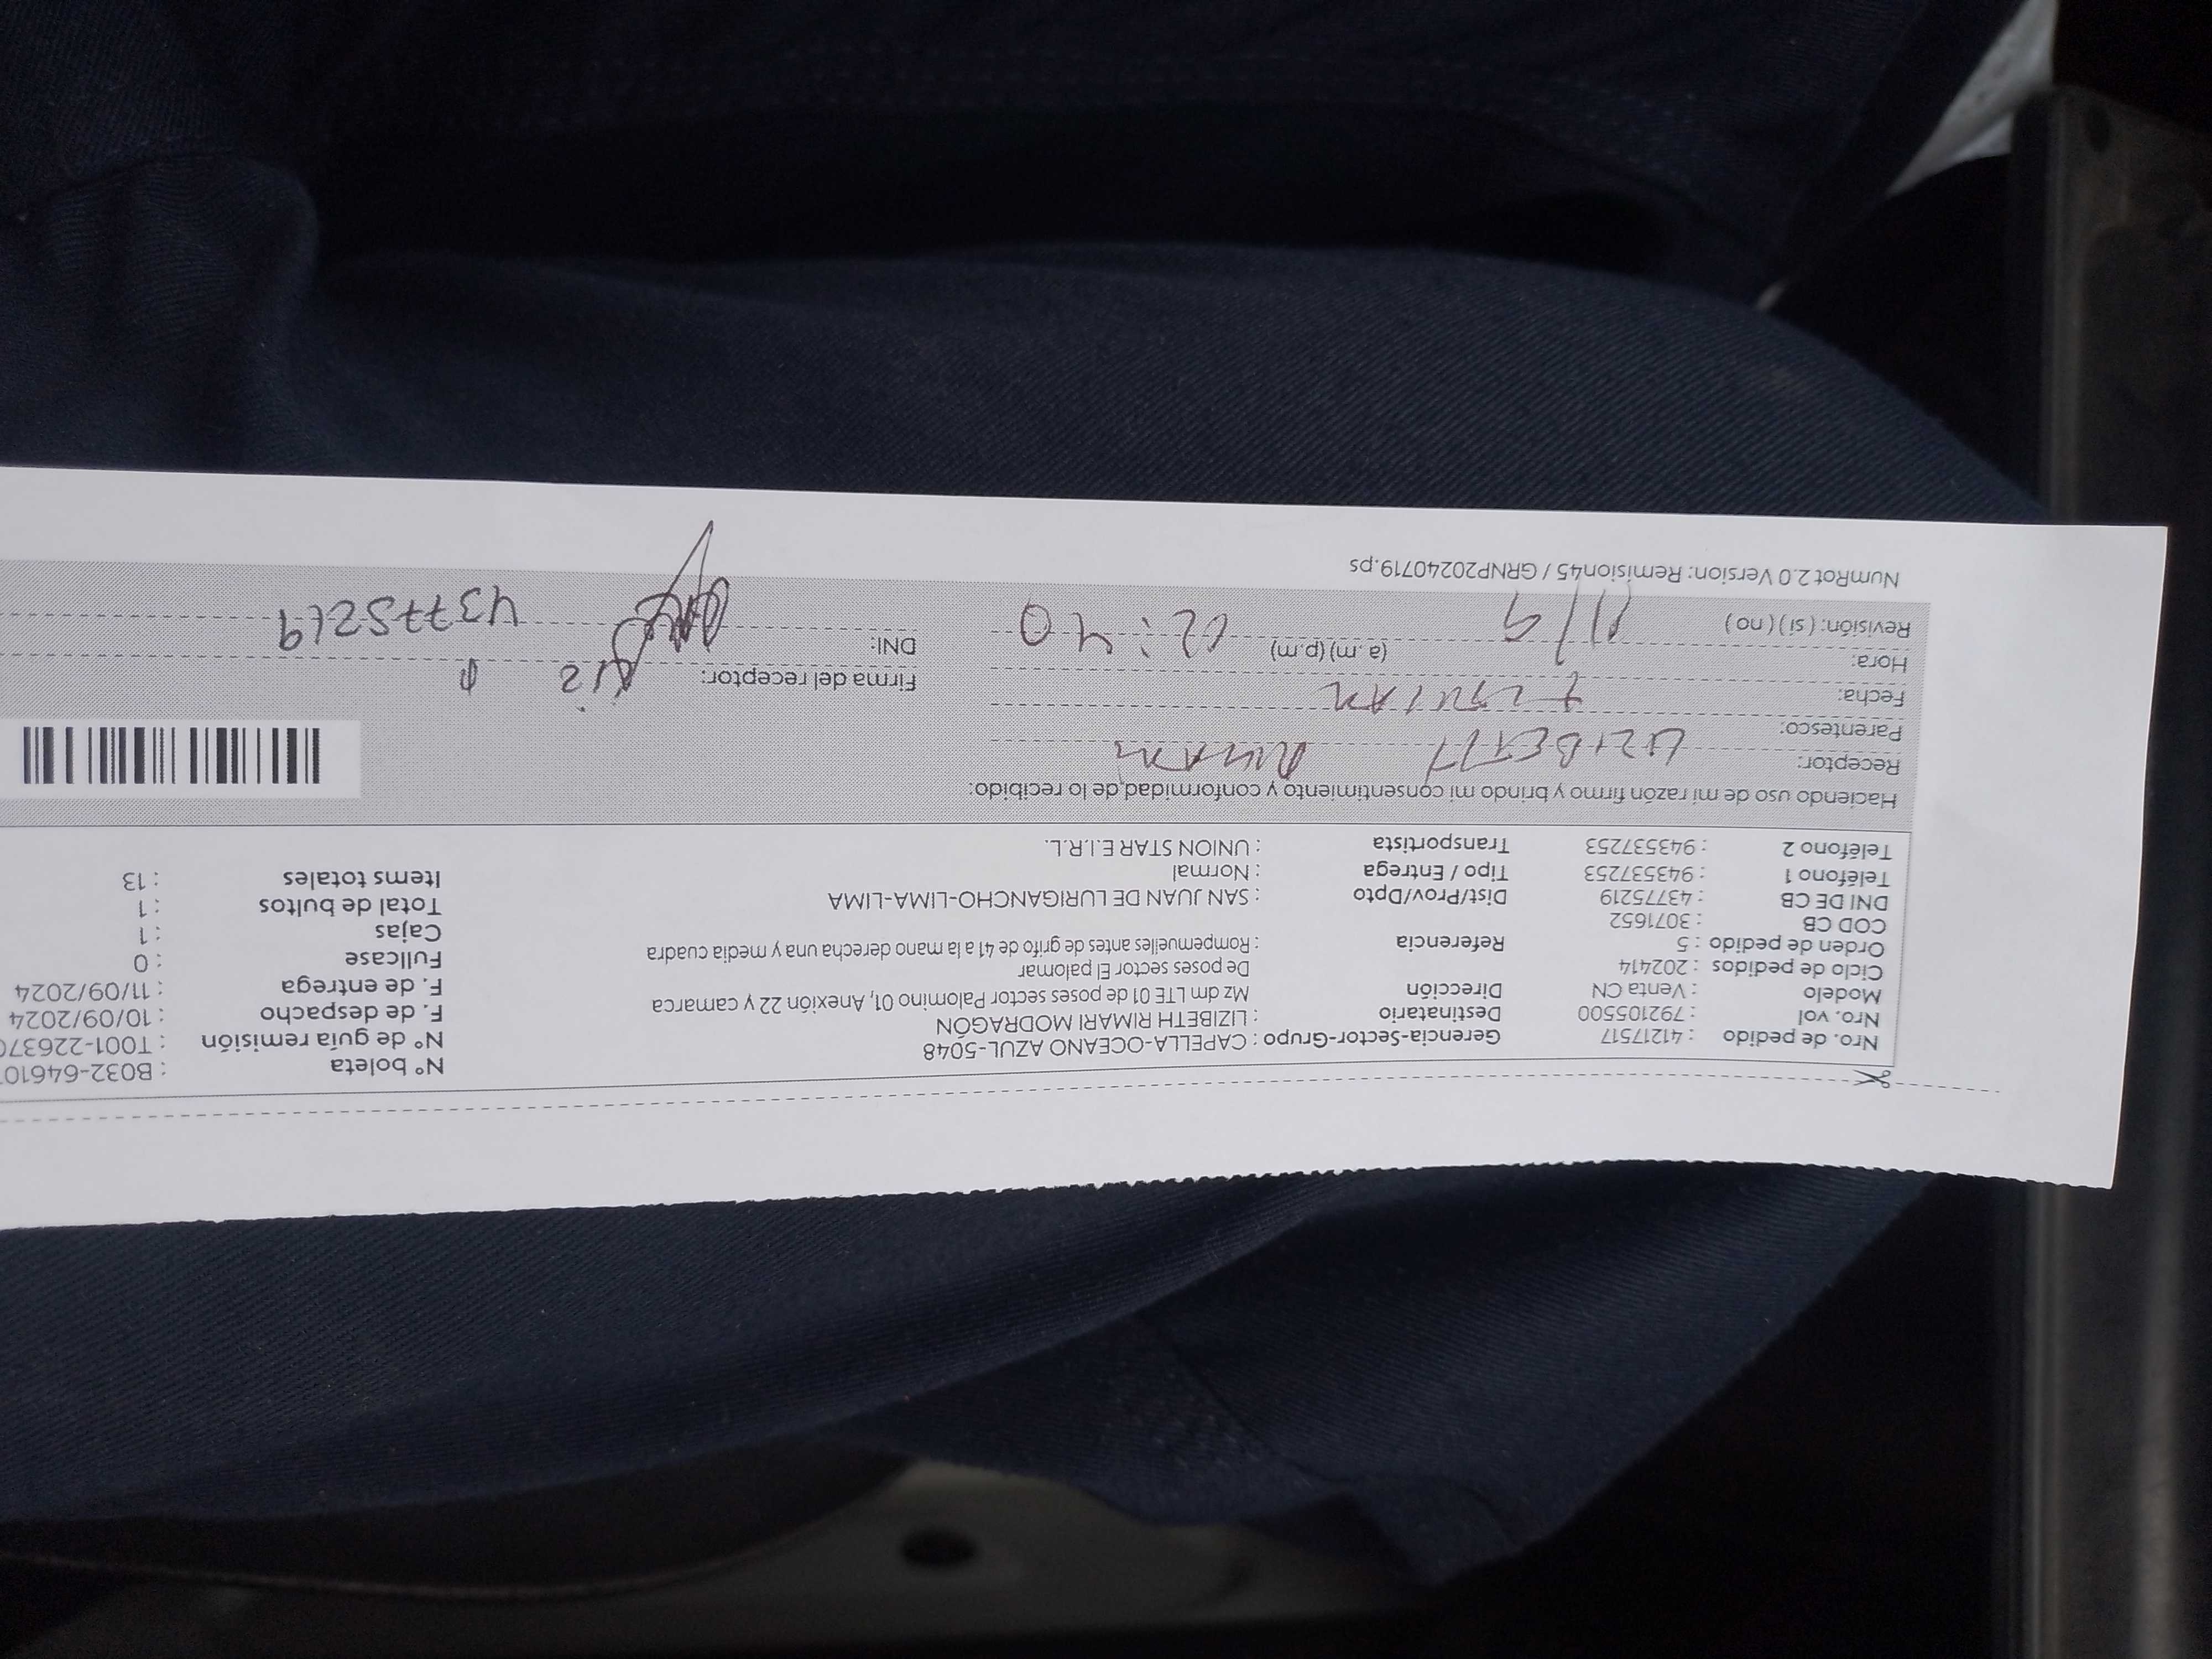 Nro. de pedido : 41217517 Gerencia-Sector-Grupo : CAPELLA-OCEANO AZUL-5048 N° boleta : B032-64610
Nro. vol : 792105500 Destinatario : LIZIBETH RIMARI MODRAGÓN N° de guía remisión : T001-22637
Modelo : Venta CN Dirección Mz dm LTE 01 de poses sector Palomino 01, Anexión 22 y camarca F. de despacho : 10/09/2024
Ciclo de pedidos : 202414 De poses sector El palomar F. de entrega : 11/09/2024
Orden de pedido : 5 Referencia : Rompemuelles antes de grifo de 41 a la mano derecha una y media cuadra Fullcase : 0
COD CB : 3071652 Cajas : 1
DNI DE CB : 43775219 Dist/Prov/Dpto : SAN JUAN DE LURIGANCHO-LIMA-LIMA Total de bultos : 1
Teléfono 1 : 943537253 Tipo / Entrega : Normal Items totales : 13
Teléfono 2 : 943537253 Transportista : UNION STAR E.I.R.L.
Haciendo uso de mi razón firmo y brindo mi consentimiento y conformidad, de lo recibido:
Receptor:
Parentesco:
Fecha: Firma del receptor:
Hora: 11/9 (a. m) (p.m) 12:40 DNI: 43775219
Revisión: ( si ) ( no )
NumRot 2.0 Version: Remision45 / GRNP20240719.ps